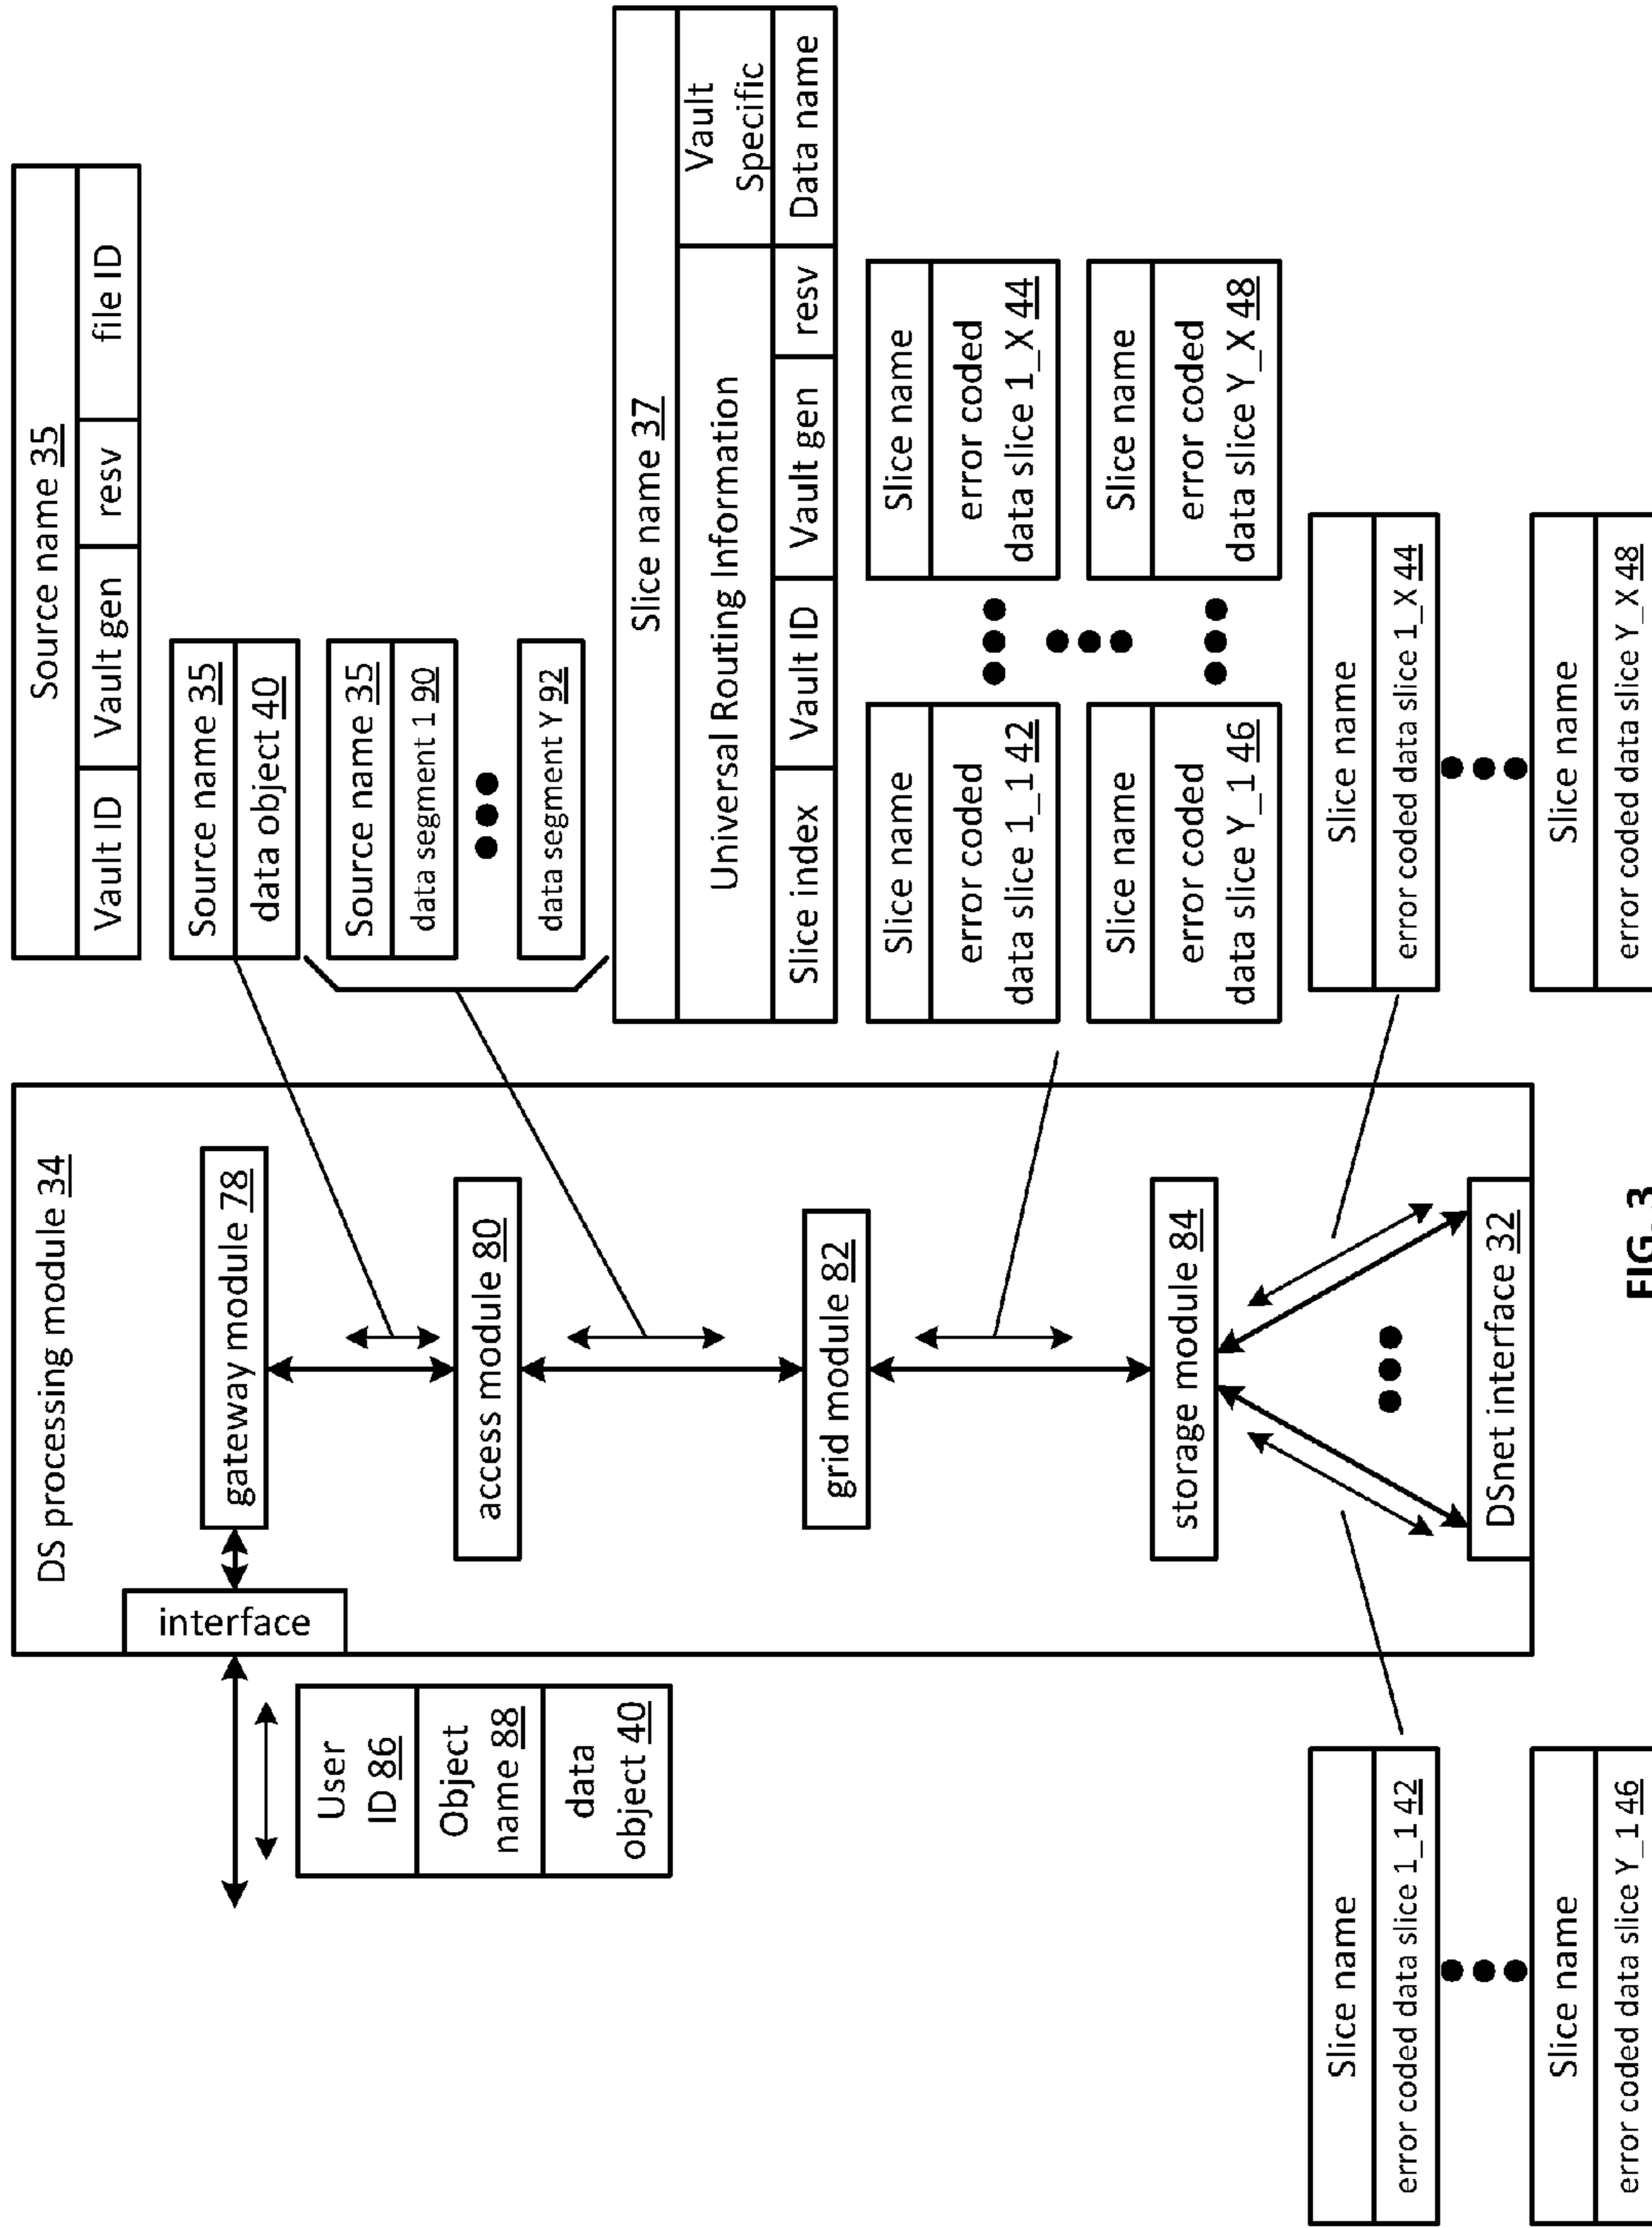 DS processing module 34
interface
gateway module 78
access module 80
grid module 82
storage module 84
DSnet interface 32
User
ID 86
Object
name 88
data
object 40
Source name 35
Vault ID
Vault gen
resv
file ID
Source name 35
data object 40
Source name 35
data segment 1 90
data segment Y 92
Slice name 37
Universal Routing Information
Vault
Specific
Slice index
Vault ID
Vault gen
resv
Data name
Slice name
error coded
data slice 1_1 42
Slice name
error coded
data slice 1_X 44
Slice name
error coded
data slice Y_1 46
Slice name
error coded
data slice Y_X 48
Slice name
error coded data slice 1_1 42
Slice name
error coded data slice Y_1 46
Slice name
error coded data slice 1_X 44
Slice name
error coded data slice Y_X 48
FIG. 3